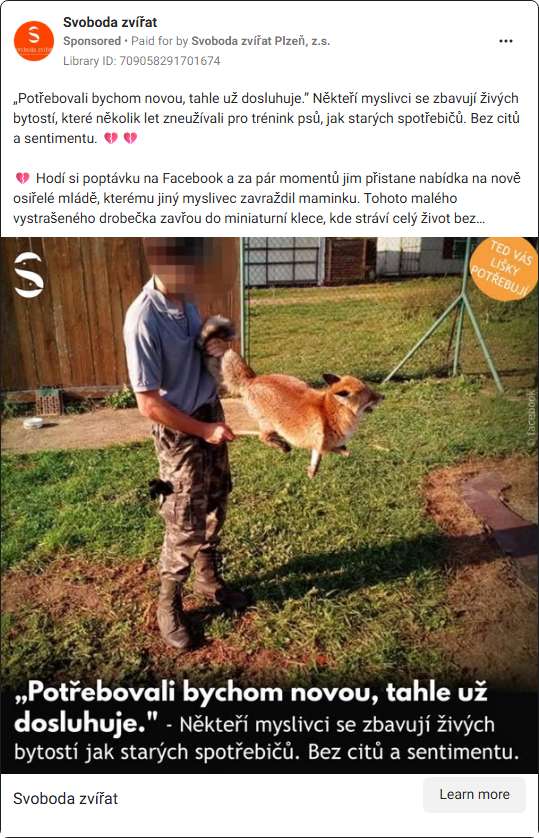 Svoboda zvířat
Sponsored • Paid for by Svoboda zvířat Plzeň, z.s.
Library ID: 709058291701674
„Potřebovali bychom novou, tahle už dosluhuje.” Někteří myslivci se zbavují živých
bytostí, které několik let zneužívali pro trénink psů, jak starých spotřebičů. Bez citů
a sentimentu. 💔 💔
💔 Hodí si poptávku na Facebook a za pár momentů jim přistane nabídka na nově
osiřelé mládě, kterému jiný myslivec zavraždil maminku. Tohoto malého
vystrašeného drobečka zavřou do miniaturní klece, kde stráví celý život bez…
TED VÁS
LIŠKY
POTŘEBUJÍ
© facebook
„Potřebovali bychom novou, tahle už
dosluhuje." - Někteří myslivci se zbavují živých
bytostí jak starých spotřebičů. Bez citů a sentimentu.
Svoboda zvířat
Learn more